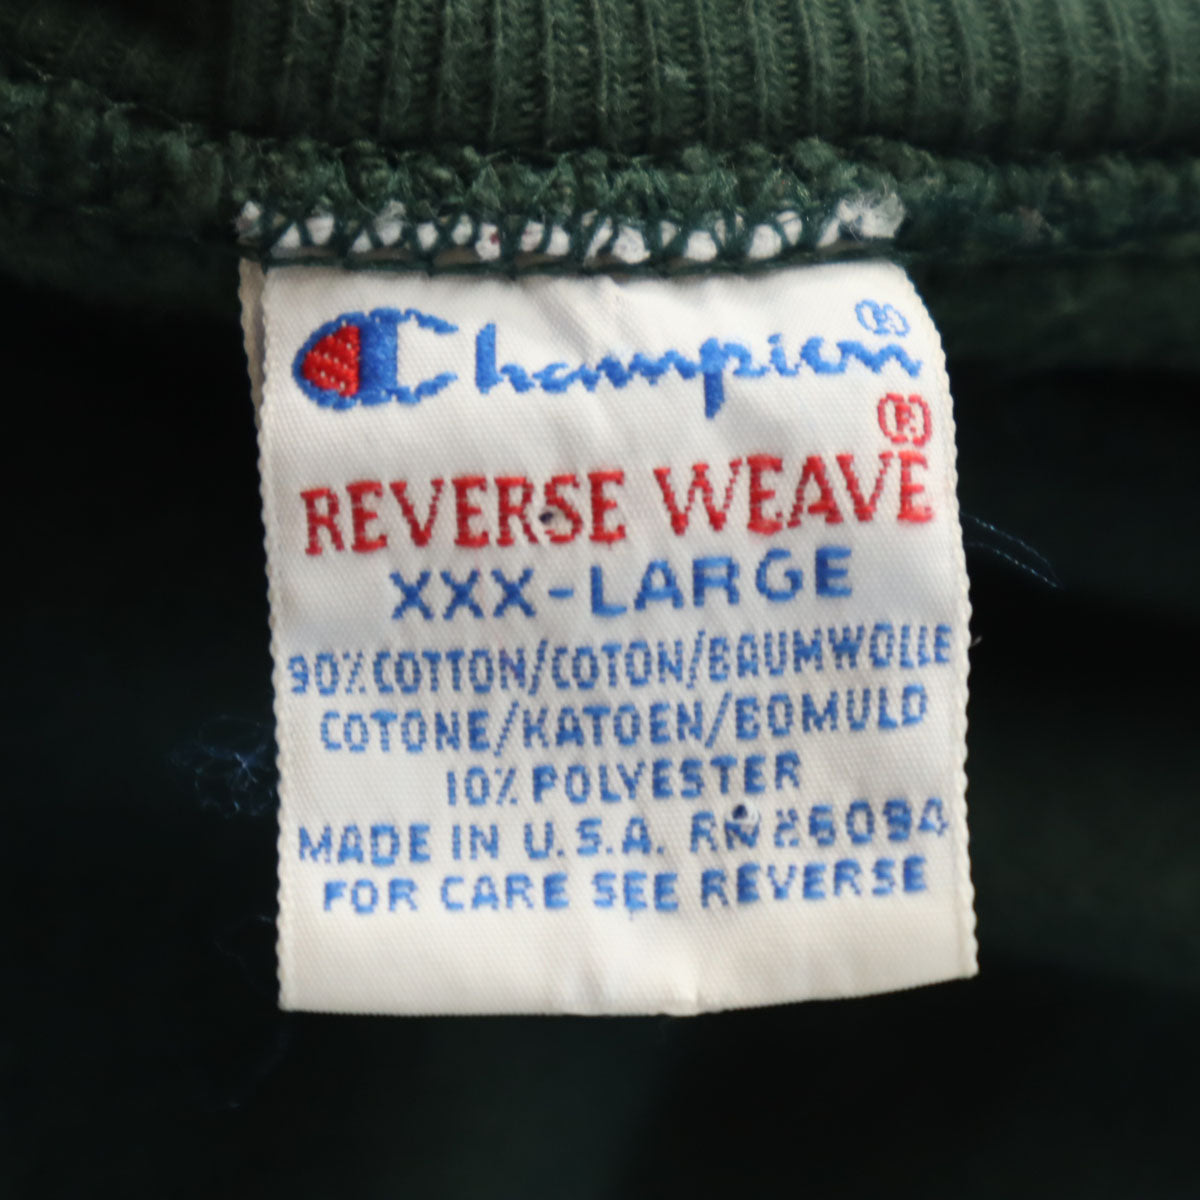 Champion ®
REVERSE WEAVE ®
XXX-LARGE
90% COTTON/COTON/BAUMWOLLE
COTONE/KATOEN/BOMULD
10% POLYESTER
MADE IN U.S.A. RN 26094
FOR CARE SEE REVERSE